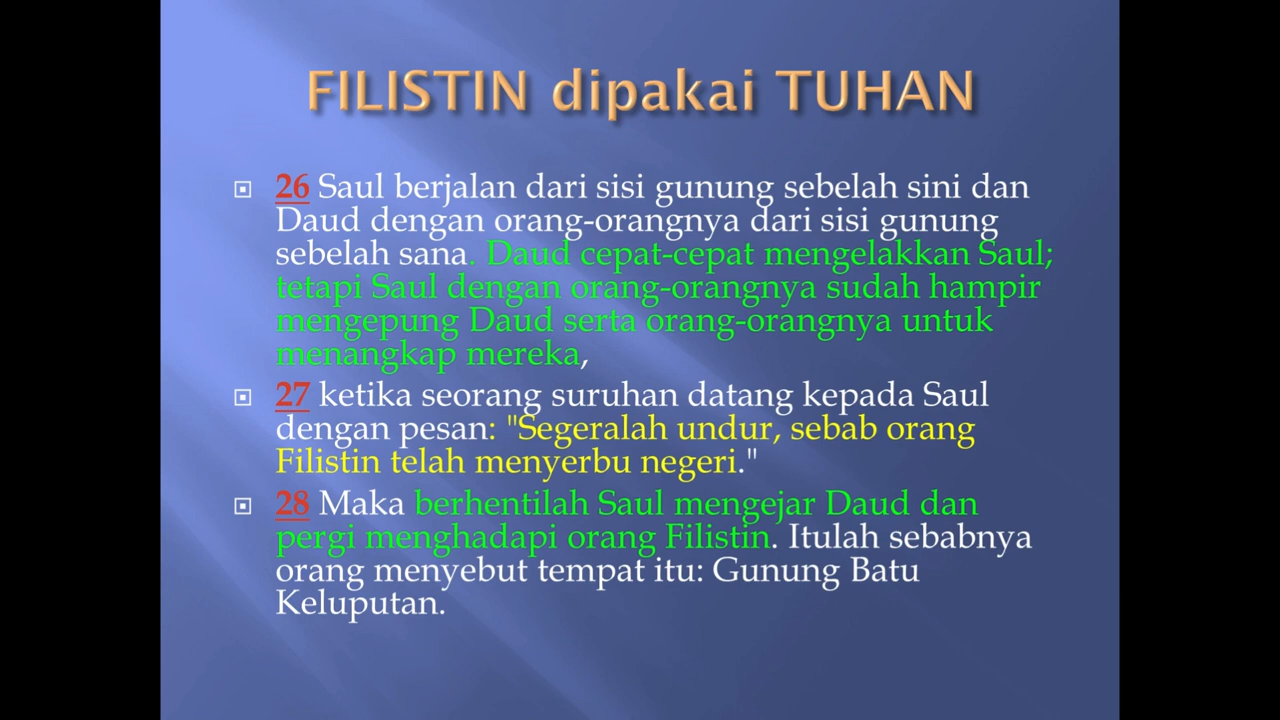 FILISTIN dipakai TUHAN
26 Saul berjalan dari sisi gunung sebelah sini dan
Daud dengan orang-orangnya dari sisi gunung
sebelah sana. Daud cepat-cepat mengelakkan Saul;
tetapi Saul dengan orang-orangnya sudah hampir
mengepung Daud serta orang-orangnya untuk
menangkap mereka,
27 ketika seorang suruhan datang kepada Saul
dengan pesan: "Segeralah undur, sebab orang
Filistin telah menyerbu negeri."
28 Maka berhentilah Saul mengejar Daud dan
pergi menghadapi orang Filistin. Itulah sebabnya
orang menyebut tempat itu: Gunung Batu
Keluputan.